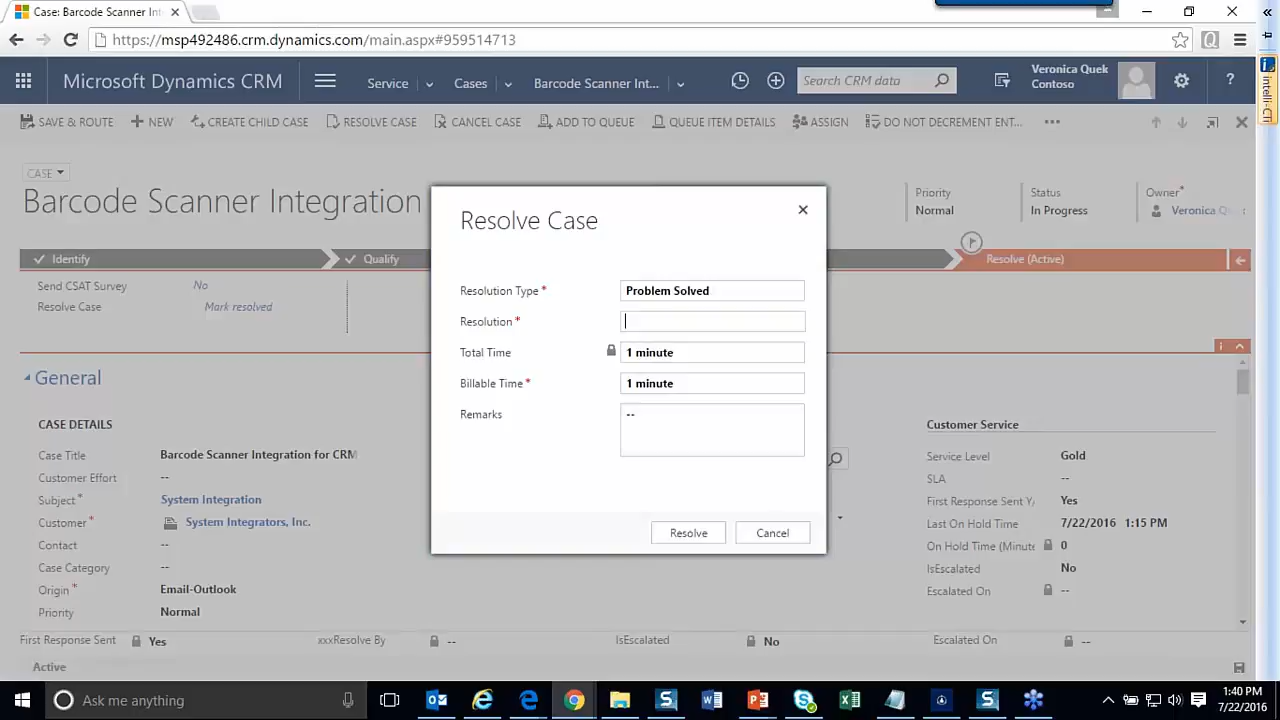 Case: Barcode Scanner Int
https://msp492486.crm.dynamics.com/main.aspx#959514713
Microsoft Dynamics CRM
Service
Cases
Barcode Scanner Int...
Search CRM data
Veronica Quek
Contoso
?
intelli-CTI
SAVE & ROUTE
NEW
CREATE CHILD CASE
RESOLVE CASE
CANCEL CASE
ADD TO QUEUE
QUEUE ITEM DETAILS
ASSIGN
DO NOT DECREMENT ENT...
CASE
Barcode Scanner Integration
Priority
Normal
Status
In Progress
Owner*
Veronica Q
Identify
Qualify
Resolve (Active)
Send CSAT Survey No
Resolve Case Mark resolved
Resolve Case
Resolution Type * Problem Solved
Resolution *
Total Time 1 minute
Billable Time * 1 minute
Remarks --
Resolve Cancel
General
CASE DETAILS
Case Title Barcode Scanner Integration for CRM
Customer Effort --
Subject * System Integration
Customer * System Integrators, Inc.
Contact --
Case Category --
Origin * Email-Outlook
Priority Normal
Customer Service
Service Level Gold
SLA --
First Response Sent Y/ Yes
Last On Hold Time 7/22/2016 1:15 PM
On Hold Time (Minute 0
IsEscalated No
Escalated On --
First Response Sent Yes
xxxResolve By --
IsEscalated No
Escalated On --
Active
Ask me anything
1:40 PM
7/22/2016